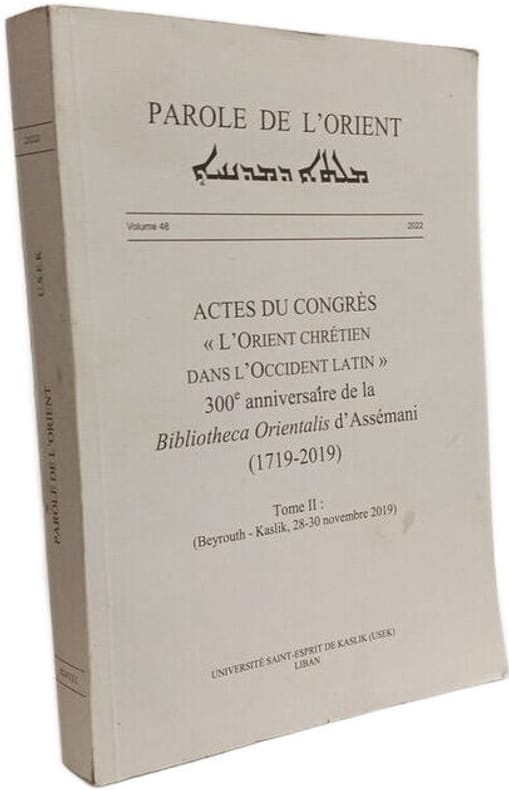 PAROLE DE L'ORIENT
ܡܠܬܐ ܕܡܕܢܚܐ
Volume 48
2022
ACTES DU CONGRÈS
« L'ORIENT CHRÉTIEN
DANS L'OCCIDENT LATIN »
300e anniversaire de la
Bibliotheca Orientalis d'Assémani
(1719-2019)
Tome II :
(Beyrouth - Kaslik, 28-30 novembre 2019)
UNIVERSITÉ SAINT-ESPRIT DE KASLIK (USEK)
LIBAN
2022
U.S.E.K
PAROLE DE L'ORIENT